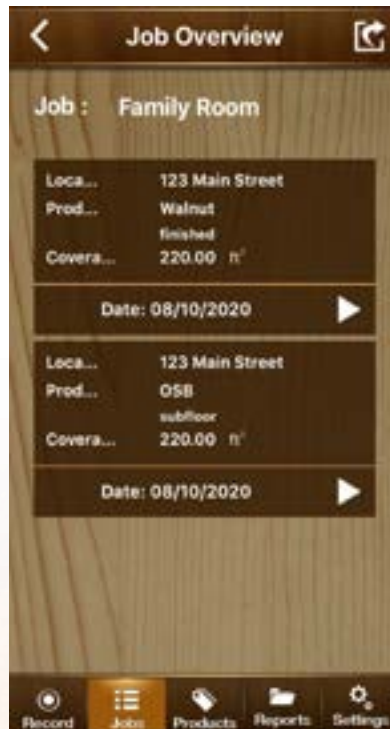 Job Overview
Job : Family Room
Loca... 123 Main Street
Prod... Walnut
finished
Covera... 220.00 ft²
Date: 08/10/2020
Loca... 123 Main Street
Prod... OSB
subfloor
Covera... 220.00 ft²
Date: 08/10/2020
Record Jobs Products Reports Settings